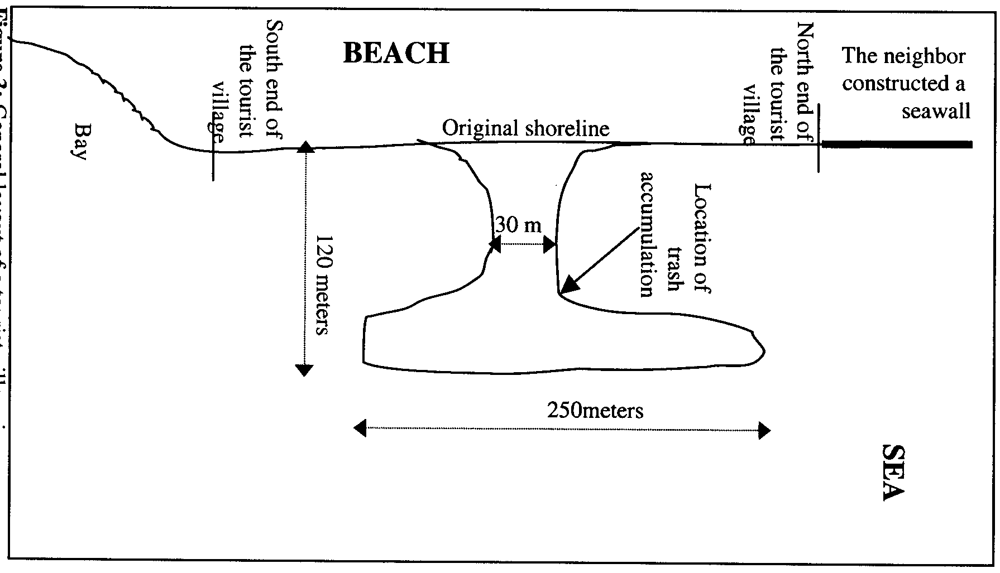 BEACH
South end of
the tourist
village
North end of
the tourist
village
The neighbor
constructed a
seawall
Original shoreline
Bay
30 m
Location of
trash
accumulation
120 meters
250meters
SEA